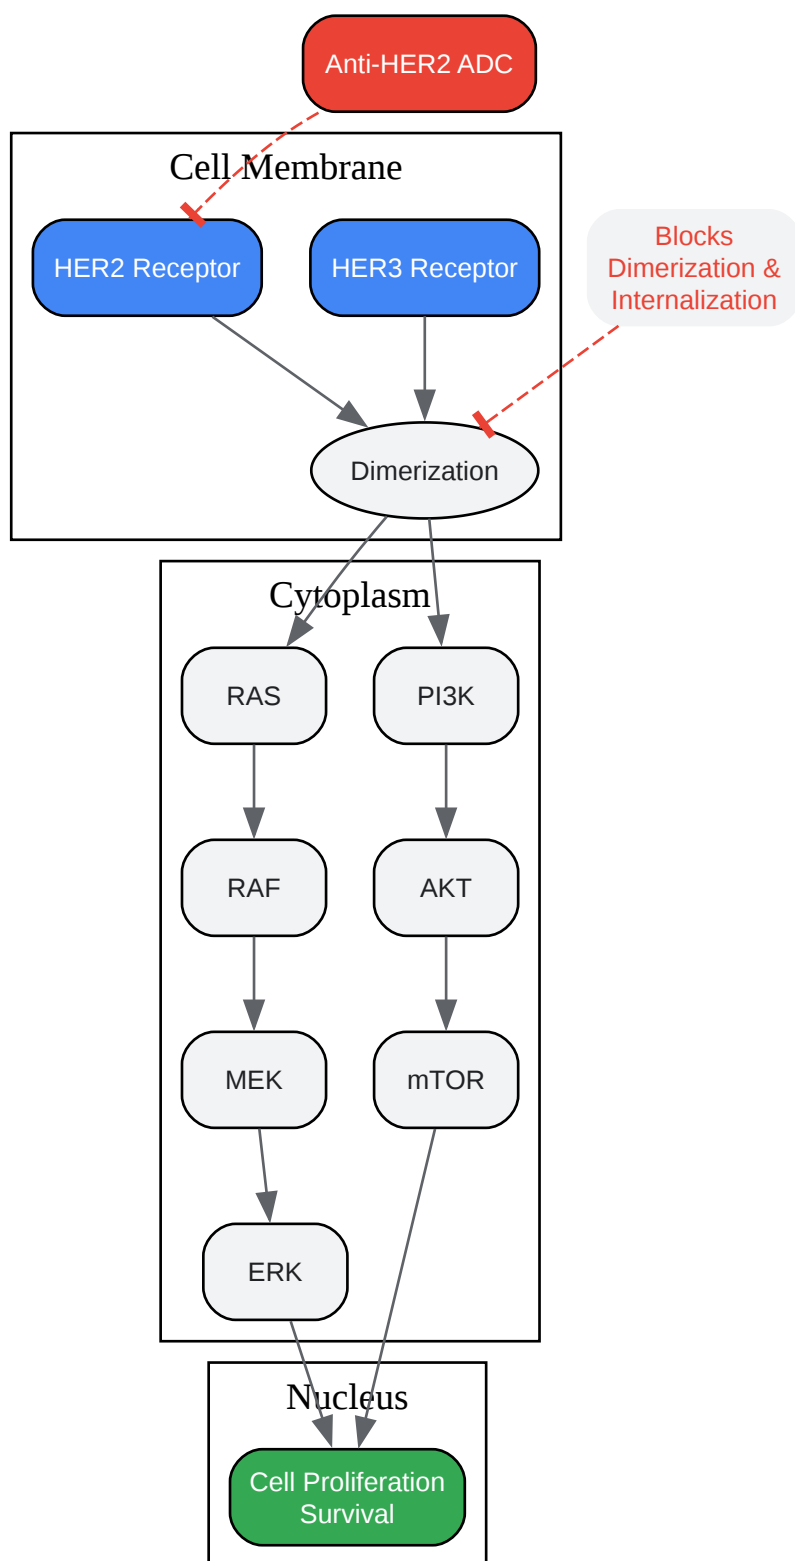 Anti-HER2 ADC
Cell Membrane
HER2 Receptor
HER3 Receptor
Blocks
Dimerization &
Internalization
Dimerization
Cytoplasm
RAS
PI3K
RAF
AKT
MEK
mTOR
ERK
Nucleus
Cell Proliferation
Survival